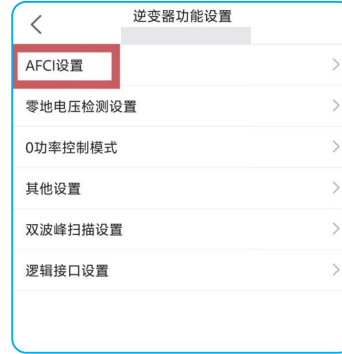 逆变器功能设置
AFCI设置
零地电压检测设置
0功率控制模式
其他设置
双波峰扫描设置
逻辑接口设置